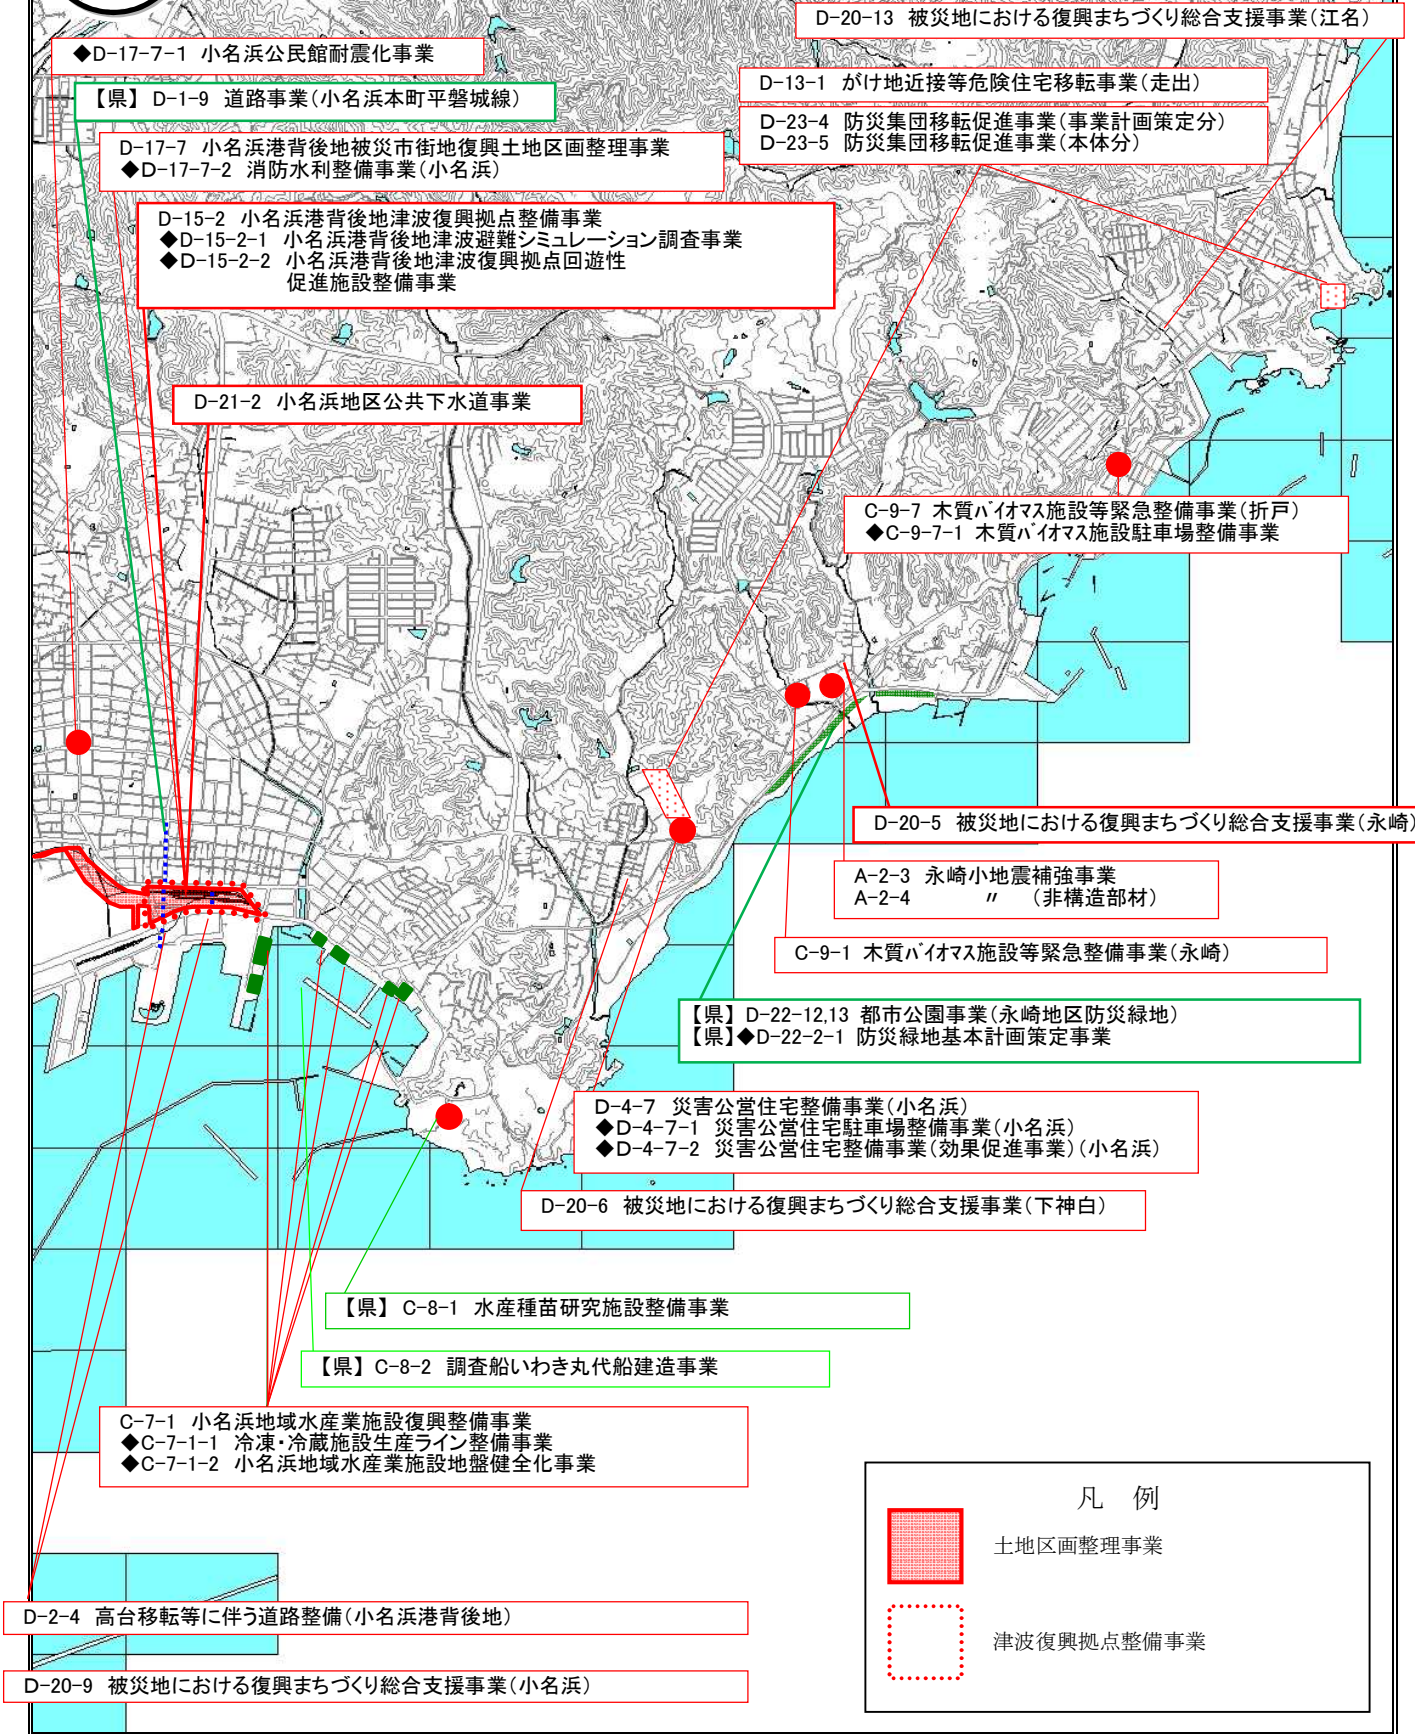 D-20-13 被災地における復興まちづくり総合支援事業(江名)
◆D-17-7-1 小名浜公民館耐震化事業
D-13-1 がけ地近接等危険住宅移転事業(走出)
【県】 D-1-9 道路事業(小名浜本町平磐城線)
D-23-4 防災集団移転促進事業(事業計画策定分)
D-23-5 防災集団移転促進事業(本体分)
D-17-7 小名浜港背後地被災市街地復興土地区画整理事業
◆D-17-7-2 消防水利整備事業(小名浜)
D-15-2 小名浜港背後地津波復興拠点整備事業
◆D-15-2-1 小名浜港背後地津波避難シミュレーション調査事業
◆D-15-2-2 小名浜港背後地津波復興拠点回遊性
促進施設整備事業
D-21-2 小名浜地区公共下水道事業
C-9-7 木質バイオマス施設等緊急整備事業(折戸)
◆C-9-7-1 木質バイオマス施設駐車場整備事業
D-20-5 被災地における復興まちづくり総合支援事業(永崎)
A-2-3 永崎小地震補強事業
A-2-4 〃 (非構造部材)
C-9-1 木質バイオマス施設等緊急整備事業(永崎)
【県】 D-22-12,13 都市公園事業(永崎地区防災緑地)
【県】◆D-22-2-1 防災緑地基本計画策定事業
D-4-7 災害公営住宅整備事業(小名浜)
◆D-4-7-1 災害公営住宅駐車場整備事業(小名浜)
◆D-4-7-2 災害公営住宅整備事業(効果促進事業)(小名浜)
D-20-6 被災地における復興まちづくり総合支援事業(下神白)
【県】 C-8-1 水産種苗研究施設整備事業
【県】 C-8-2 調査船いわき丸代船建造事業
C-7-1 小名浜地域水産業施設復興整備事業
◆C-7-1-1 冷凍・冷蔵施設生産ライン整備事業
◆C-7-1-2 小名浜地域水産業施設地盤健全化事業
凡 例
土地区画整理事業
津波復興拠点整備事業
D-2-4 高台移転等に伴う道路整備(小名浜港背後地)
D-20-9 被災地における復興まちづくり総合支援事業(小名浜)